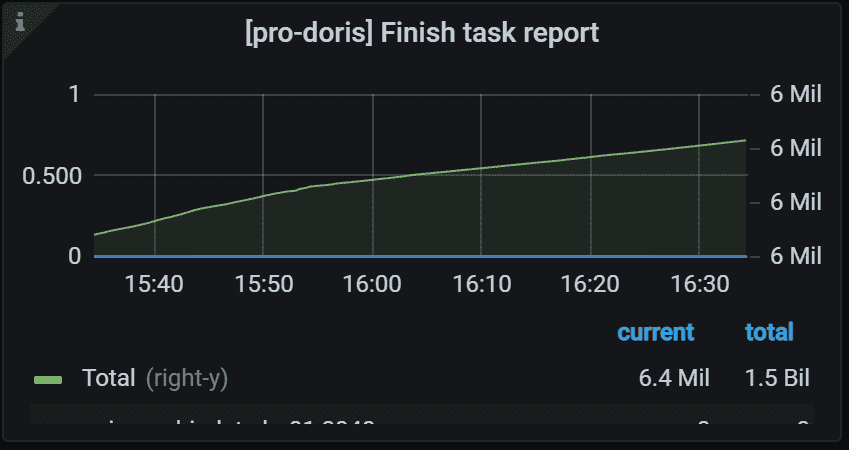 [pro-doris] Finish task report
1 6 Mil
6 Mil
0.500
6 Mil
0 6 Mil
15:40 15:50 16:00 16:10 16:20 16:30
current total
Total (right-y) 6.4 Mil 1.5 Bil